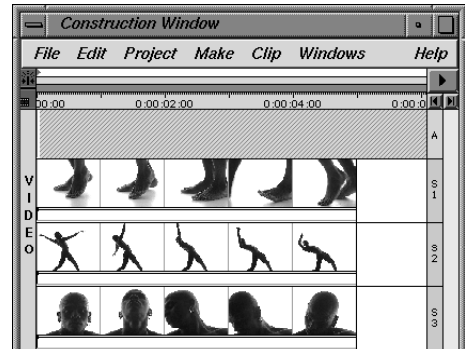 Construction Window
File Edit Project Make Clip Windows Help
00:00 0:00:02:00 0:00:04:00 0:00:0
A
VIDEO
S1
S2
S3